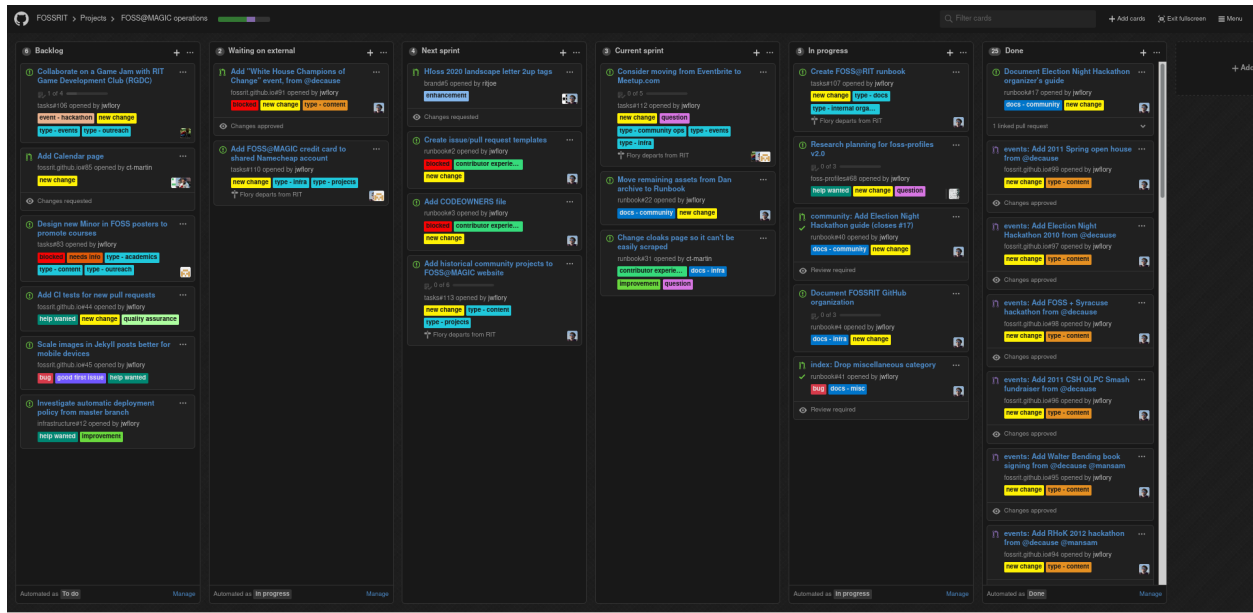 FOSSRIT > Projects > FOSS@MAGIC operations
Filter cards
+ Add cards
Exit fullscreen
Menu
6 Backlog
Collaborate on a Game Jam with RIT
Game Development Club (RGDC)
1 of 4
tasks#106 opened by jwflory
event - hackathon new change
type - events type - outreach
Add Calendar page
fossrit.github.io#85 opened by ct-martin
new change
Changes requested
Design new Minor in FOSS posters to
promote courses
tasks#83 opened by jwflory
blocked needs info type - academics
type - content type - outreach
Add CI tests for new pull requests
fossrit.github.io#44 opened by jwflory
help wanted new change quality assurance
Scale images in Jekyll posts better for
mobile devices
fossrit.github.io#45 opened by jwflory
bug good first issue help wanted
Investigate automatic deployment
policy from master branch
infrastructure#12 opened by jwflory
help wanted improvement
Automated as To do Manage
2 Waiting on external
Add "White House Champions of
Change" event, from @decause
fossrit.github.io#91 opened by jwflory
blocked new change type - content
Changes approved
Add FOSS@MAGIC credit card to
shared Namecheap account
tasks#110 opened by jwflory
new change type - infra type - projects
Flory departs from RIT
Automated as In progress Manage
4 Next sprint
Hfoss 2020 landscape letter 2up tags
brand#5 opened by ritjoe
enhancement
Changes requested
Create issue/pull request templates
runbook#2 opened by jwflory
blocked contributor experie...
new change
Add CODEOWNERS file
runbook#3 opened by jwflory
blocked contributor experie...
new change
Add historical community projects to
FOSS@MAGIC website
0 of 6
tasks#113 opened by jwflory
new change type - content
type - projects
Flory departs from RIT
3 Current sprint
Consider moving from Eventbrite to
Meetup.com
0 of 5
tasks#112 opened by jwflory
new change question
type - community ops type - events
type - infra
Flory departs from RIT
Move remaining assets from Dan
archive to Runbook
runbook#22 opened by jwflory
docs - community new change
Change cloaks page so it can't be
easily scraped
runbook#31 opened by ct-martin
contributor experie... docs - infra
improvement question
5 In progress
Create FOSS@RIT runbook
tasks#107 opened by jwflory
new change type - docs
type - internal orga...
Flory departs from RIT
Research planning for foss-profiles
v2.0
0 of 3
foss-profiles#68 opened by jwflory
help wanted new change question
community: Add Election Night
Hackathon guide (closes #17)
runbook#40 opened by jwflory
docs - community new change
Review required
Document FOSSRIT GitHub
organization
0 of 3
runbook#4 opened by jwflory
docs - infra new change
index: Drop miscellaneous category
runbook#41 opened by jwflory
bug docs - misc
Review required
Automated as In progress Manage
25 Done
Document Election Night Hackathon
organizer's guide
runbook#17 opened by jwflory
docs - community new change
1 linked pull request
events: Add 2011 Spring open house
from @decause
fossrit.github.io#99 opened by jwflory
new change type - content
Changes approved
events: Add Election Night
Hackathon 2010 from @decause
fossrit.github.io#97 opened by jwflory
new change type - content
Changes approved
events: Add FOSS + Syracuse
hackathon from @decause
fossrit.github.io#98 opened by jwflory
new change type - content
Changes approved
events: Add 2011 CSH OLPC Smash
fundraiser from @decause
fossrit.github.io#96 opened by jwflory
new change type - content
Changes approved
events: Add Walter Bending book
signing from @decause @mansam
fossrit.github.io#95 opened by jwflory
new change type - content
Changes approved
events: Add RHoK 2012 hackathon
from @decause @mansam
fossrit.github.io#94 opened by jwflory
new change type - content
Automated as Done Manage
+ Add